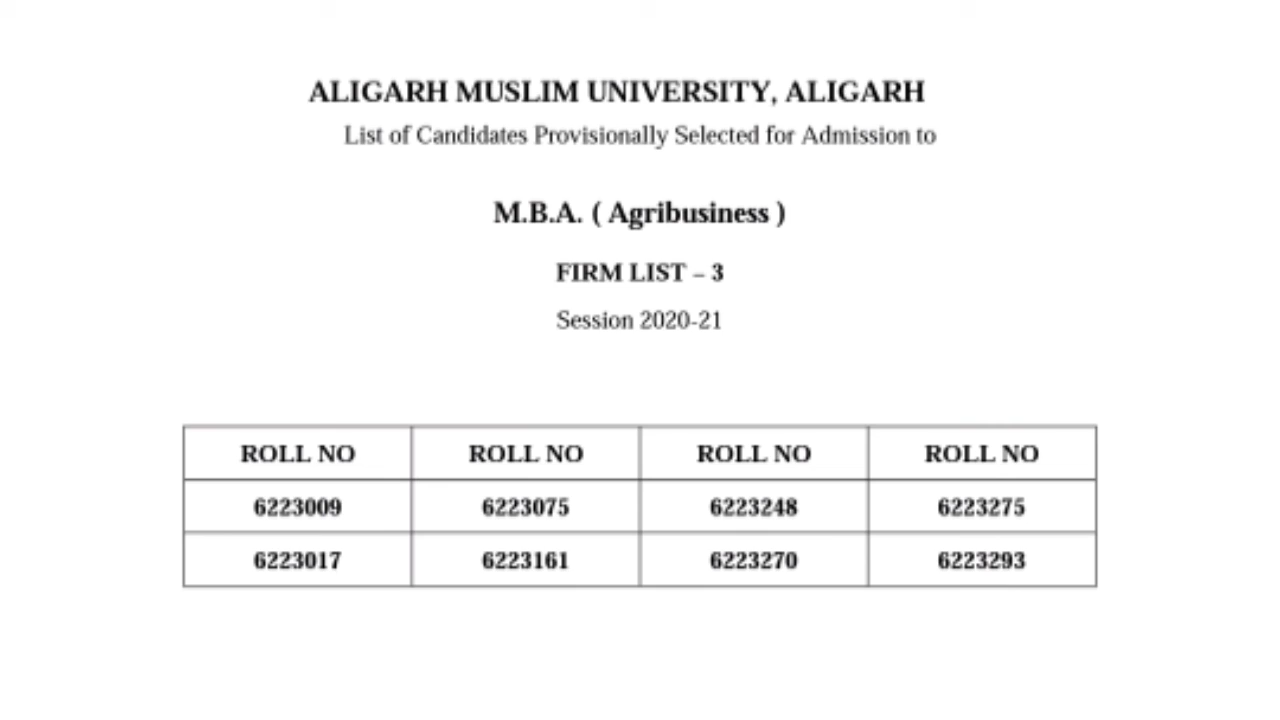 ALIGARH MUSLIM UNIVERSITY, ALIGARH
List of Candidates Provisionally Selected for Admission to
M.B.A. ( Agribusiness )
FIRM LIST – 3
Session 2020-21
ROLL NO ROLL NO ROLL NO ROLL NO
6223009 6223075 6223248 6223275
6223017 6223161 6223270 6223293